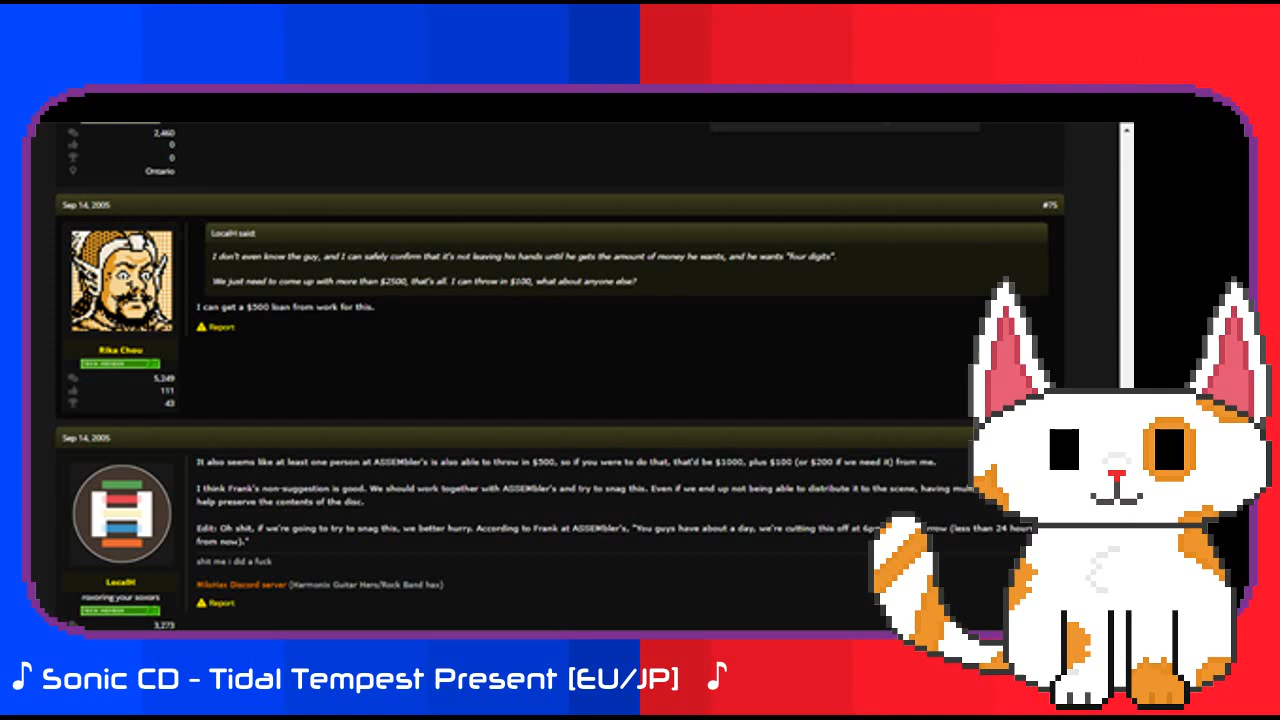 2,460
0
0
Ontario
Sep 14, 2005
#75
LocalH said:
I don't even know the guy, and I can safely confirm that it's not leaving his hands until he gets the amount of money he wants, and he wants "four digits".
We just need to come up with more than $2500, that's all. I can throw in $100, what about anyone else?
I can get a $500 loan from work for this.
Report
Rika Chou
TECH MEMBER
5,249
111
43
Sep 14, 2005
It also seems like at least one person at ASSEMbler's is also able to throw in $500, so if you were to do that, that'd be $1000, plus $100 (or $200 if we need it) from me.
I think Frank's non-suggestion is good. We should work together with ASSEMbler's and try to snag this. Even if we end up not being able to distribute it to the scene, having
help preserve the contents of the disc.
Edit: Oh shit, if we're going to try to snag this, we better hurry. According to Frank at ASSEMbler's, "You guys have about a day, we're cutting this off at (less than 24 hours
from now)."
shit me i did a fuck
MiloHax Discord server (Harmonix Guitar Hero/Rock Band hax)
LocalH
roxoring your soxors
Report
TECH MEMBER
3,273
♪ Sonic CD - Tidal Tempest Present [EU/JP] ♪